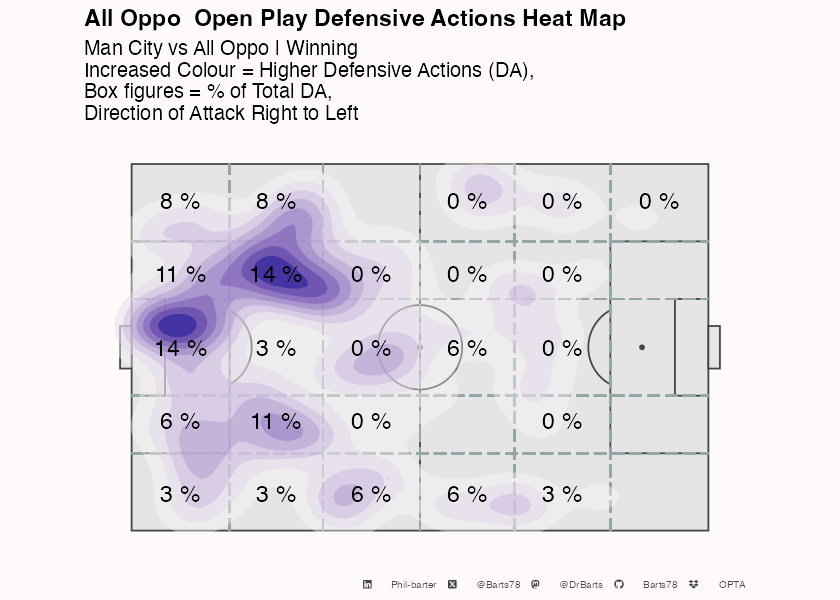 All Oppo  Open Play Defensive Actions Heat Map
Man City vs All Oppo | Winning
Increased Colour = Higher Defensive Actions (DA),
Box figures = % of Total DA,
Direction of Attack Right to Left
8 % 8 % 0 % 0 % 0 %
11 % 14 % 0 % 0 % 0 %
14 % 3 % 0 % 6 % 0 %
6 % 11 % 0 % 0 %
3 % 3 % 6 % 6 % 3 %
Phil-barter @Barts78 @DrBarts Barts78 OPTA